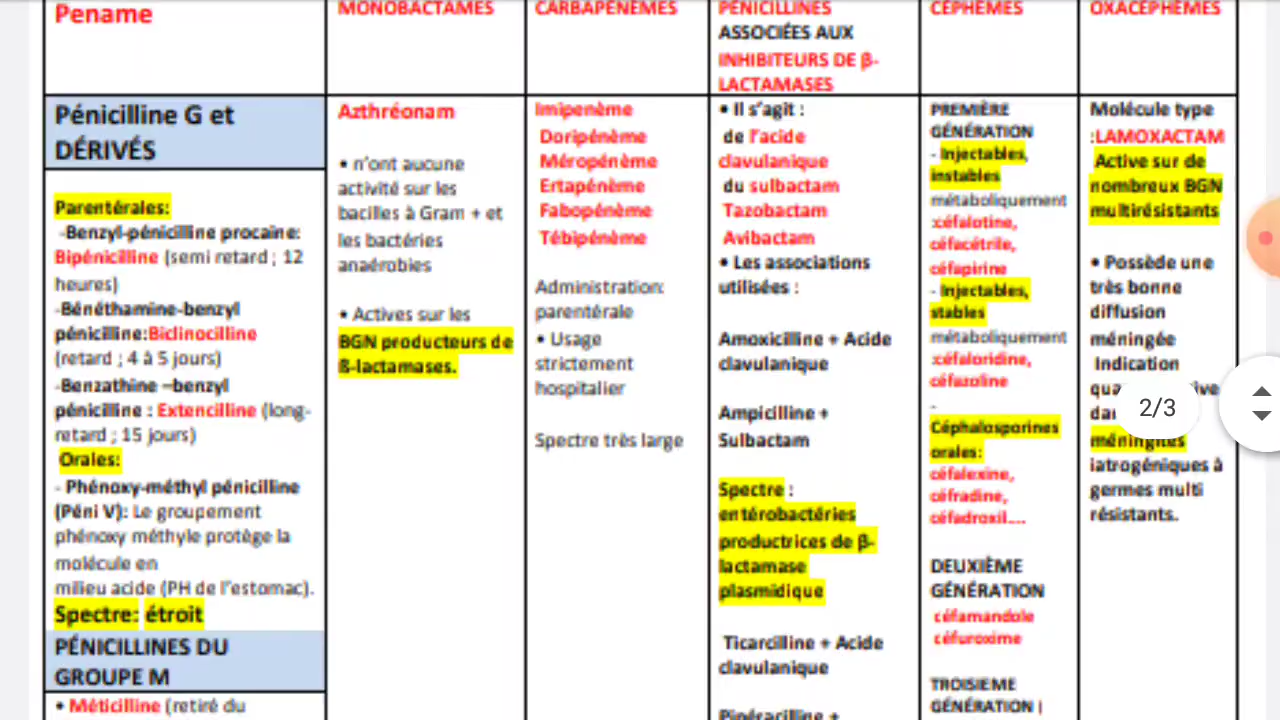 Pename
Pénicilline G et
DÉRIVÉS
Parentérales:
-Benzyl-pénicilline procaïne:
Bipénicilline (semi retard ; 12
heures)
-Bénéthamine-benzyl
pénicilline:Biclinocilline
(retard ; 4 à 5 jours)
-Benzathine –benzyl
pénicilline : Extencilline (long-
retard ; 15 jours)
Orales:
- Phénoxy-méthyl pénicilline
(Péni V): Le groupement
phénoxy méthyle protège la
molécule en
milieu acide (PH de l'estomac).
Spectre: étroit
PÉNICILLINES DU
GROUPE M
• Méticilline (retiré du
MONOBACTAMES
Azthréonam
• n'ont aucune
activité sur les
bacilles à Gram + et
les bactéries
anaérobies
• Actives sur les
BGN producteurs de
ß-lactamases.
CARBAPÉNÈMES
Imipenème
Doripénème
Méropénème
Ertapénème
Fabopénème
Tébipénème
Administration:
parentérale
• Usage
strictement
hospitalier
Spectre très large
PÉNICILLINES
ASSOCIÉES AUX
INHIBITEURS DE β-
LACTAMASES
• Il s'agit :
de l'acide
clavulanique
du sulbactam
Tazobactam
Avibactam
• Les associations
utilisées :
Amoxicilline + Acide
clavulanique
Ampicilline +
Sulbactam
Spectre :
entérobactéries
productrices de β-
lactamase
plasmidique
Ticarcilline + Acide
clavulanique
Pipéracilline +
CÉPHÈMES
PREMIÈRE
GÉNÉRATION
- Injectables,
instables
métaboliquement
:céfalotine,
céfacétrile,
céfapirine
- Injectables,
stables
métaboliquement
:céfaloridine,
céfazoline
-
Céphalosporines
orales:
céfalexine,
céfradine,
céfadroxil...
DEUXIÈME
GÉNÉRATION
céfamandole
céfuroxime
TROISIEME
GÉNÉRATION |
OXACÉPHÈMES
Molécule type
:LAMOXACTAM
Active sur de
nombreux BGN
multirésistants
• Possède une
très bonne
diffusion
méningée
Indication
méningites
iatrogéniques à
germes multi
résistants.
2/3